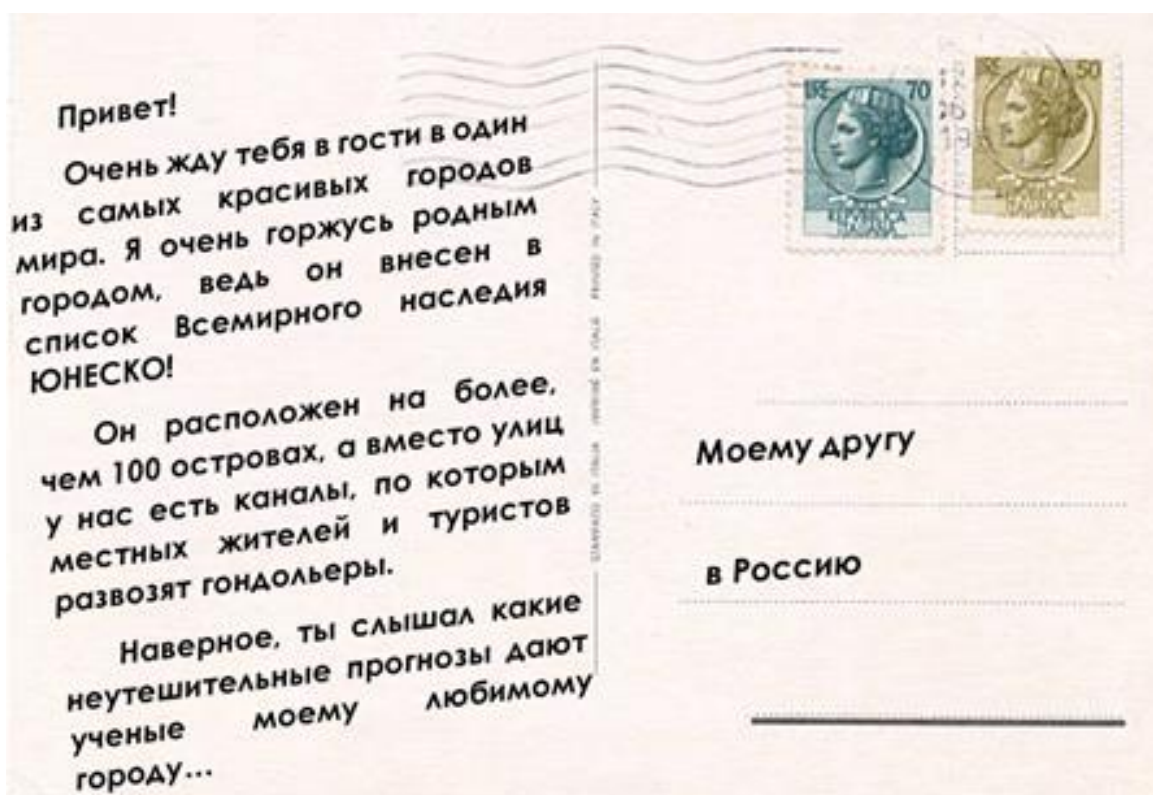 Привет!
Очень жду тебя в гости в один
из самых красивых городов
мира. Я очень горжусь родным
городом, ведь он внесен в
список Всемирного наследия
ЮНЕСКО!
Он расположен на более,
чем 100 островах, а вместо улиц
у нас есть каналы, по которым
местных жителей и туристов
развозят гондольеры.
Наверное, ты слышал какие
неутешительные прогнозы дают
ученые моему любимому
городу...
70
50
REPVBBLICA
ITALIANA
ITALIANA
Моему другу
в Россию